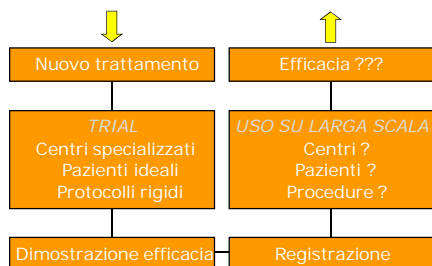 Nuovo trattamento
TRIAL
Centri specializzati
Pazienti ideali
Protocolli rigidi
Dimostrazione efficacia
Efficacia ???
USO SU LARGA SCALA
Centri ?
Pazienti ?
Procedure ?
Registrazione